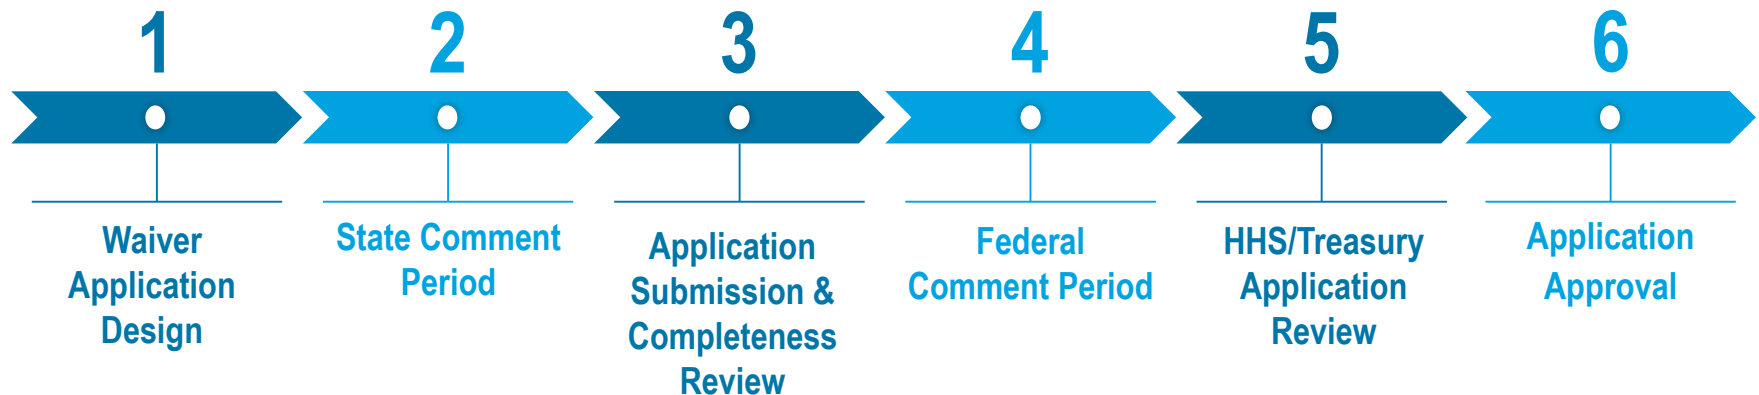 1
2
3
4
5
6
Waiver
Application
Design
State Comment
Period
Application
Submission &
Completeness
Review
Federal
Comment Period
HHS/Treasury
Application
Review
Application
Approval